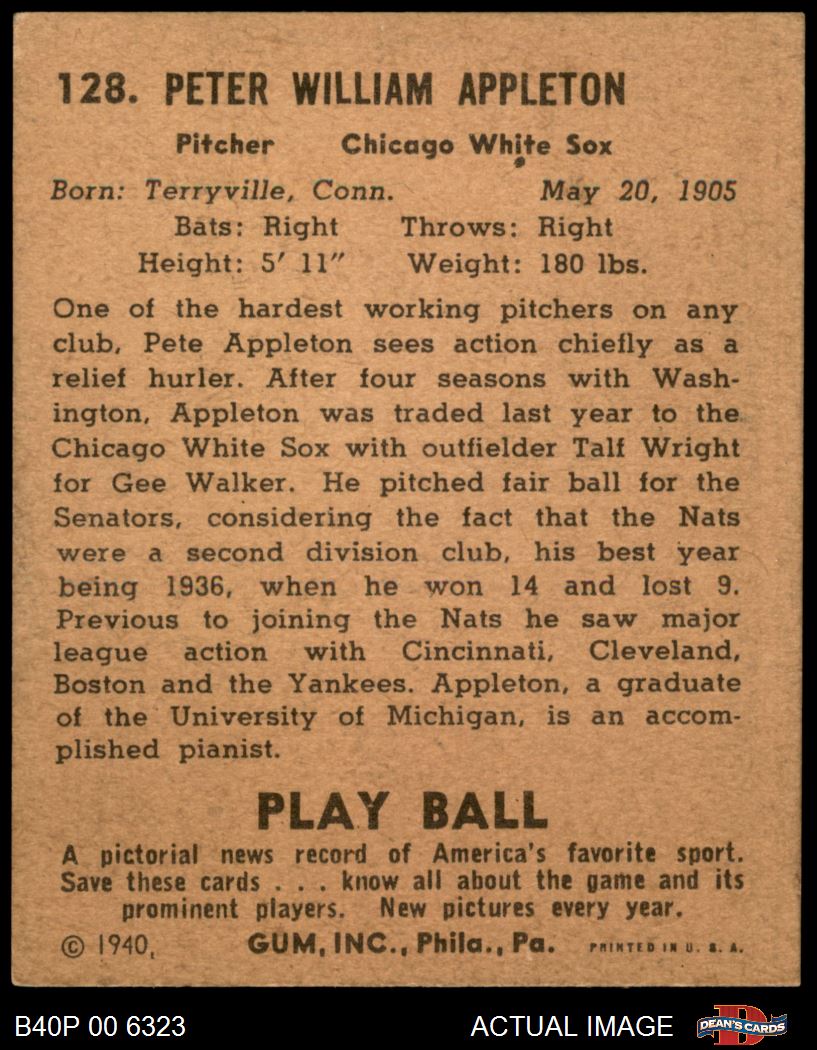 128. PETER WILLIAM APPLETON
Pitcher Chicago White Sox
Born: Terryville, Conn. May 20, 1905
Bats: Right Throws: Right
Height: 5' 11" Weight: 180 lbs.
One of the hardest working pitchers on any
club, Pete Appleton sees action chiefly as a
relief hurler. After four seasons with Wash-
ington, Appleton was traded last year to the
Chicago White Sox with outfielder Talf Wright
for Gee Walker. He pitched fair ball for the
Senators, considering the fact that the Nats
were a second division club, his best year
being 1936, when he won 14 and lost 9.
Previous to joining the Nats he saw major
league action with Cincinnati, Cleveland,
Boston and the Yankees. Appleton, a graduate
of the University of Michigan, is an accom-
plished pianist.
PLAY BALL
A pictorial news record of America's favorite sport.
Save these cards . . . know all about the game and its
prominent players. New pictures every year.
© 1940, GUM, INC., Phila., Pa. PRINTED IN U. S. A.
B40P 00 6323 ACTUAL IMAGE D DEAN'S CARDS